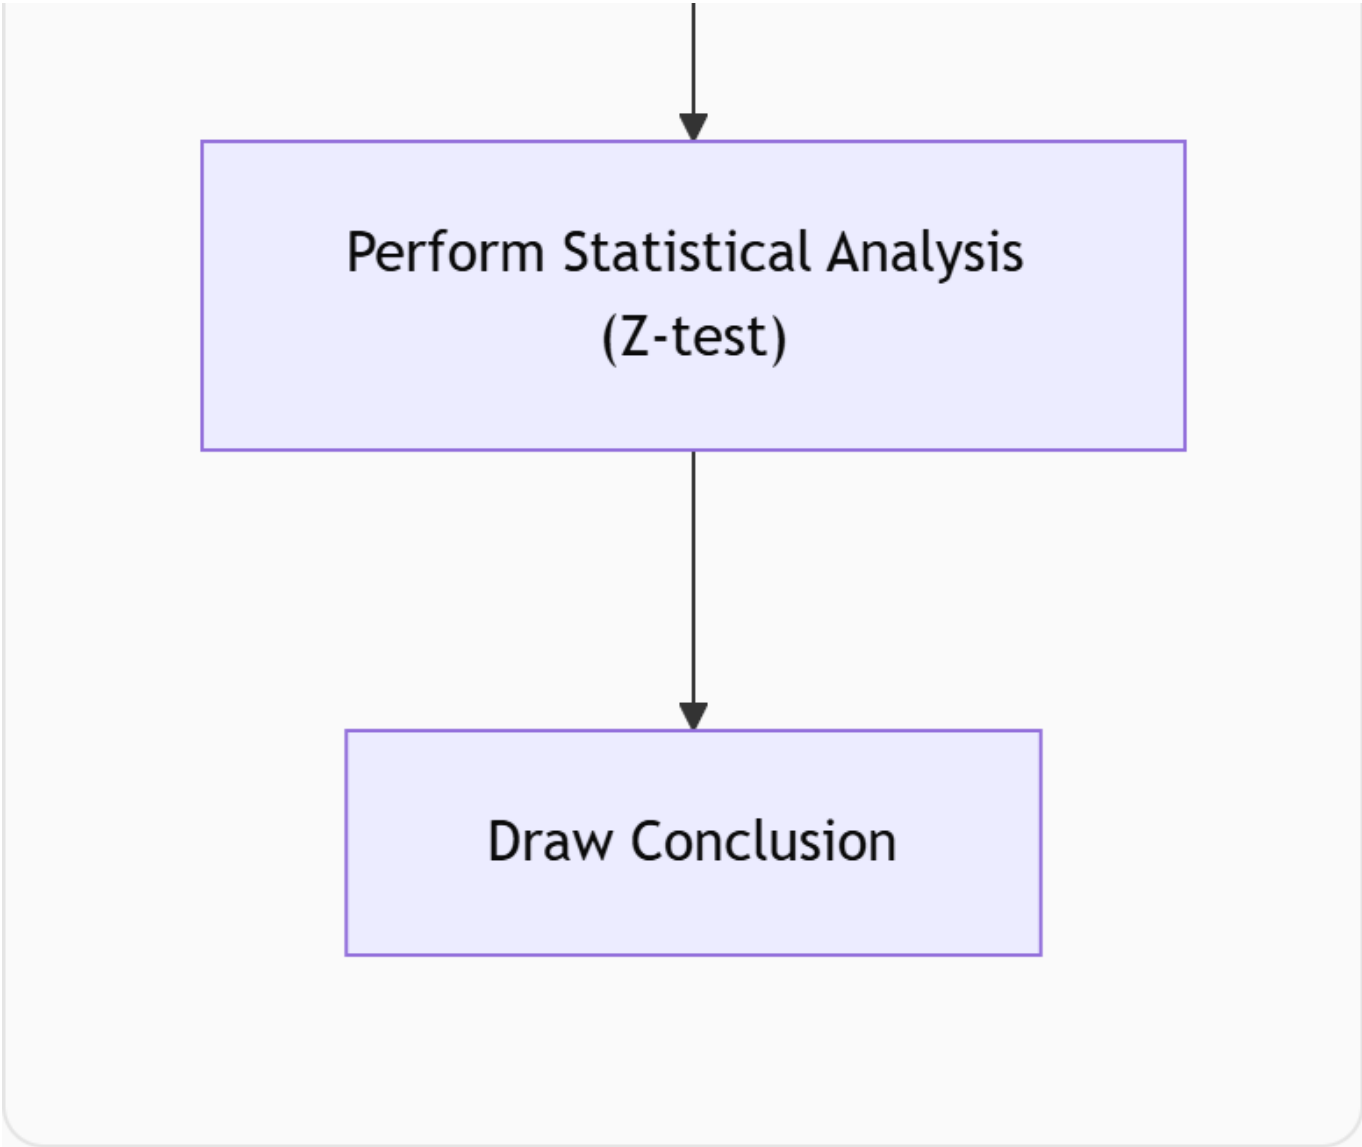 Perform Statistical Analysis
(Z-test)
Draw Conclusion